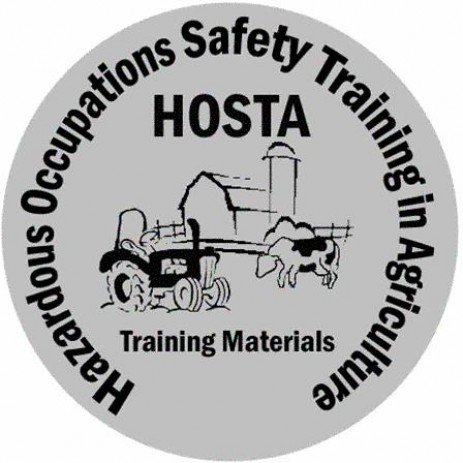 Hazardous Occupations Safety Training in Agriculture
HOSTA
Training Materials